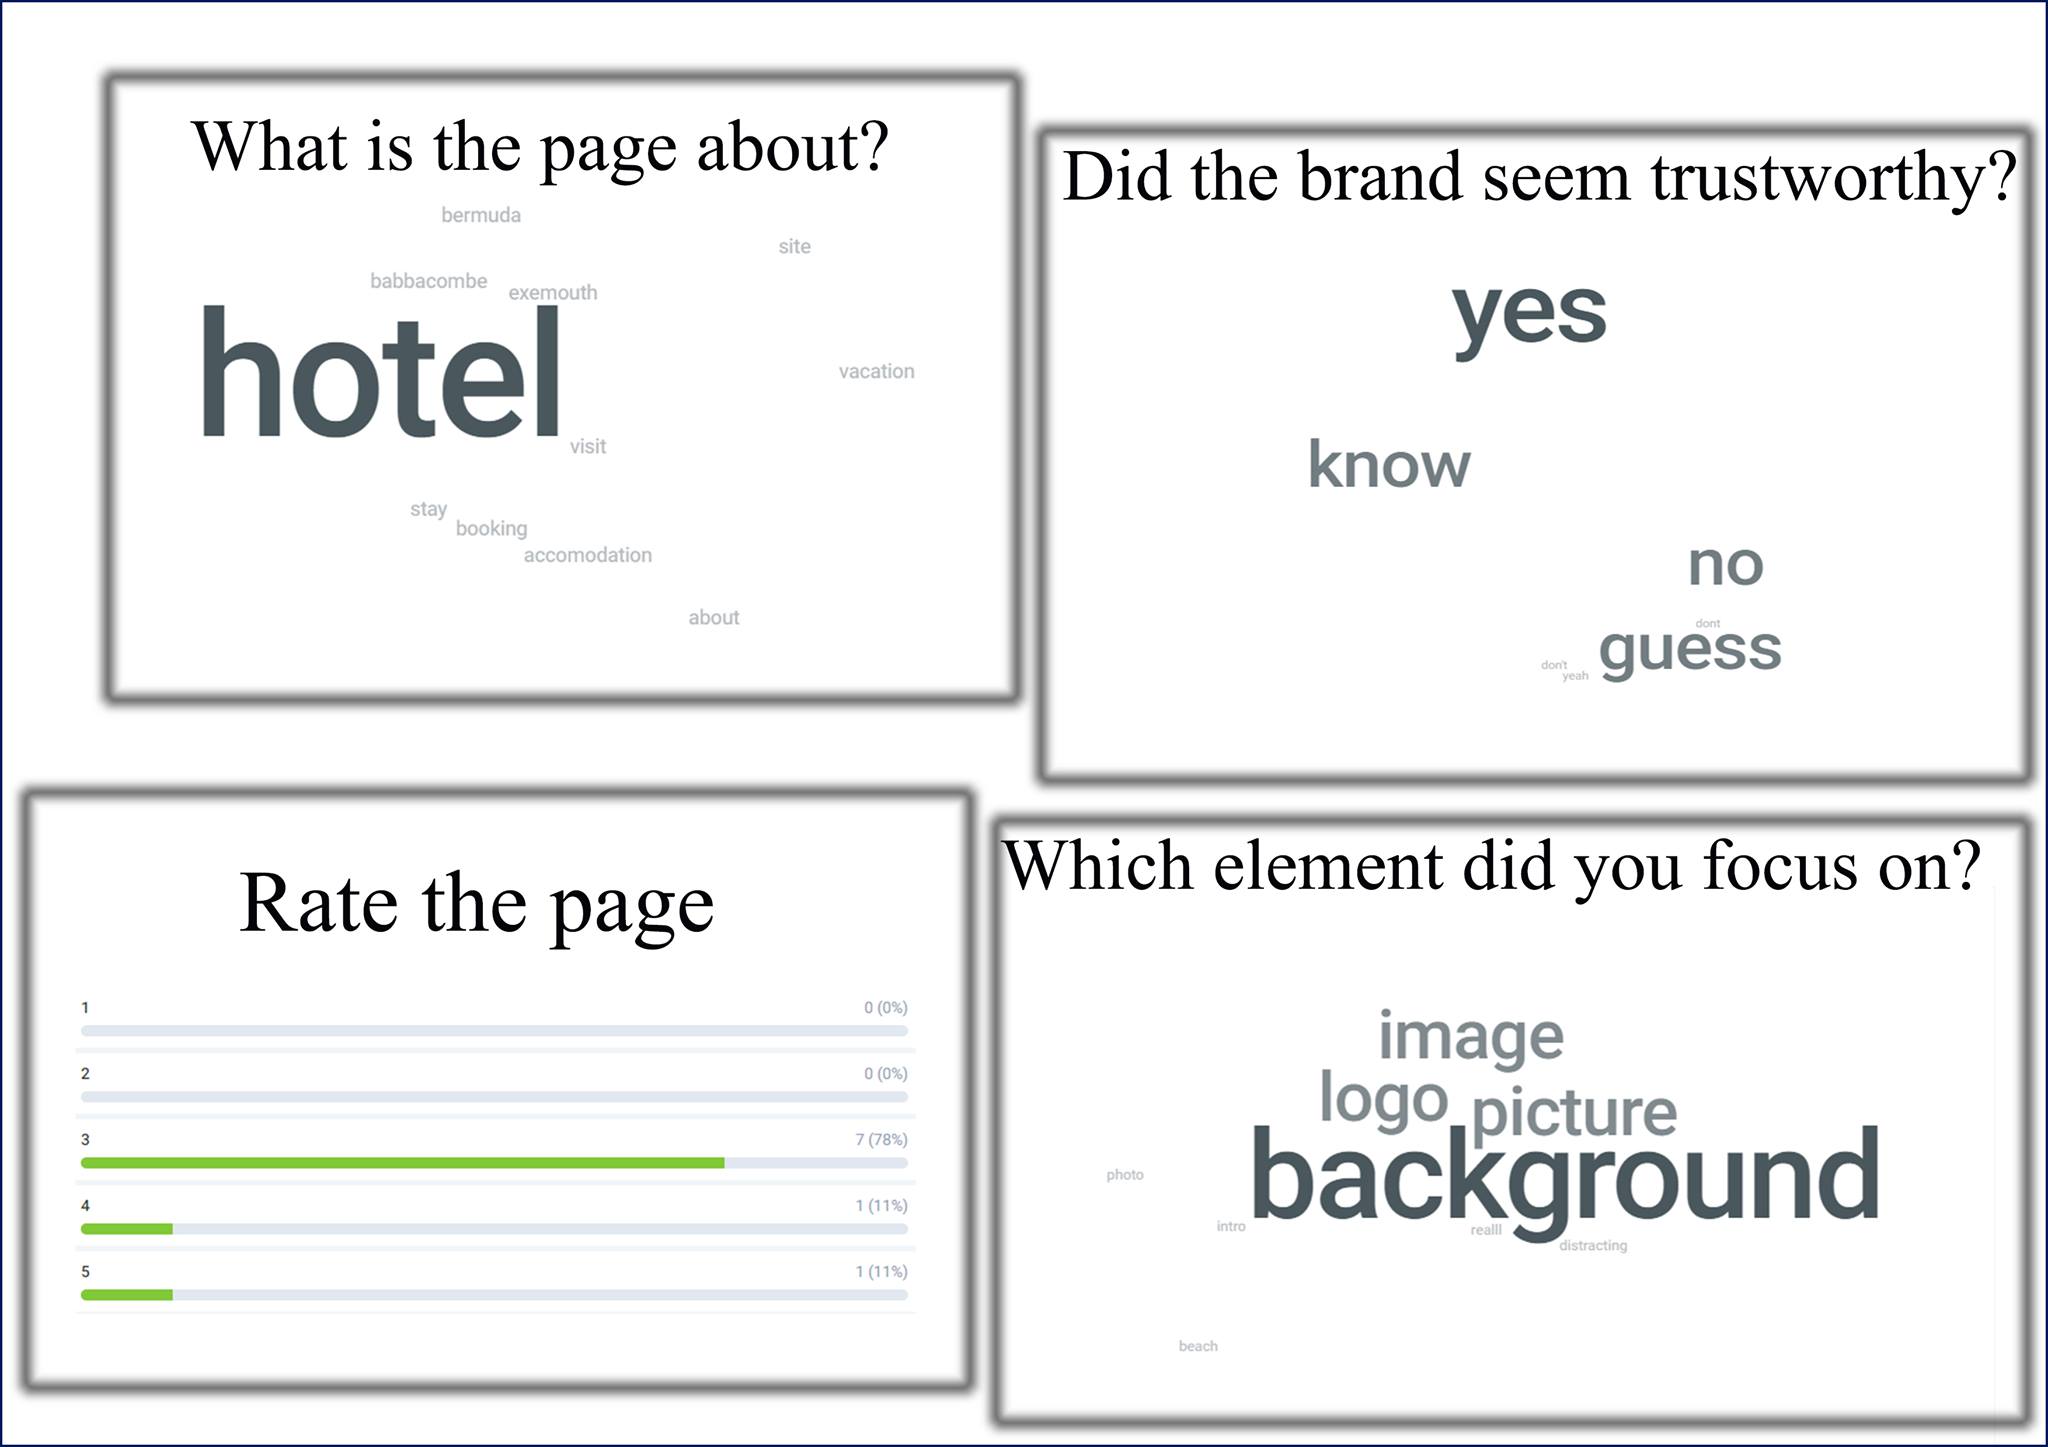 What is the page about?
bermuda
site
babbacombe
exemouth
hotel
vacation
visit
stay
booking
accomodation
about
Did the brand seem trustworthy?
yes
know
no
dont
guess
don't
yeah
Rate the page
1 0 (0%)
2 0 (0%)
3 7 (78%)
4 1 (11%)
5 1 (11%)
Which element did you focus on?
image
logo
picture
background
photo
intro
realll
distracting
beach